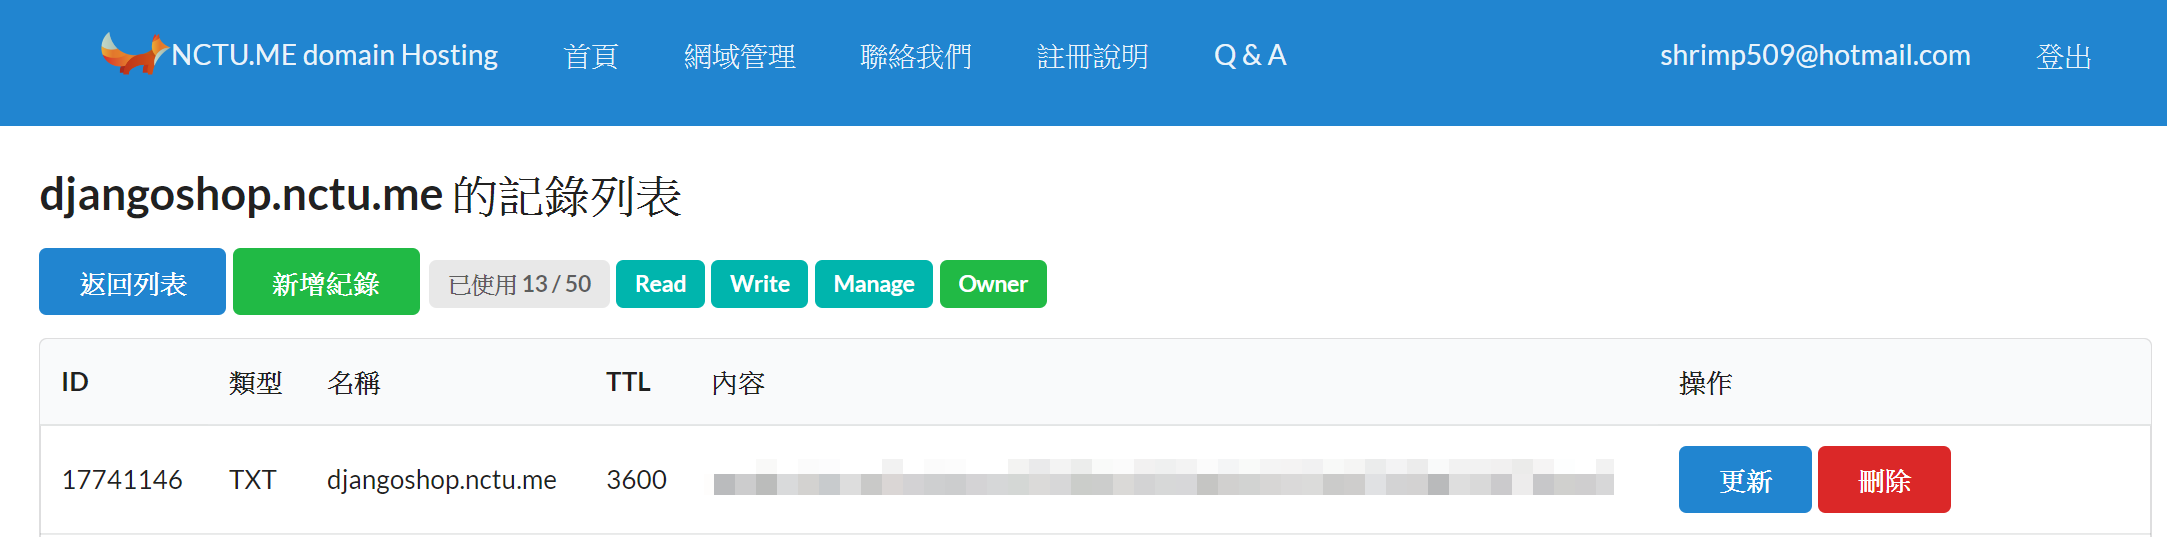 NCTU.ME domain Hosting 首頁 網域管理 聯絡我們 註冊說明 Q & A shrimp509@hotmail.com 登出
djangoshop.nctu.me 的記錄列表
返回列表 新增紀錄 已使用 13 / 50 Read Write Manage Owner
ID 類型 名稱 TTL 內容 操作
17741146 TXT djangoshop.nctu.me 3600 更新 刪除